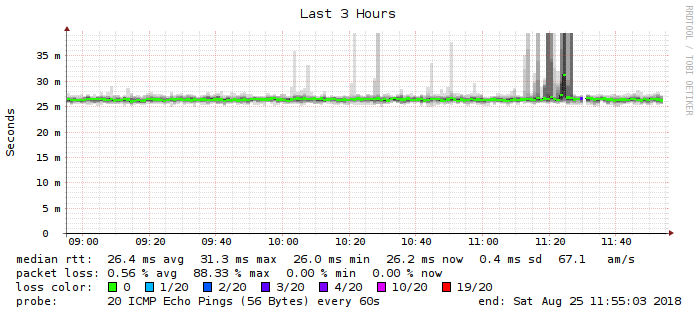 Last 3 Hours
RRDTOOL / TOBI OETIKER
Seconds
35 m
30 m
25 m
20 m
15 m
10 m
5 m
0
09:00 09:20 09:40 10:00 10:20 10:40 11:00 11:20 11:40
median rtt: 26.4 ms avg 31.3 ms max 26.0 ms min 26.2 ms now 0.4 ms sd 67.1 am/s
packet loss: 0.56 % avg 88.33 % max 0.00 % min 0.00 % now
loss color: 0 1/20 2/20 3/20 4/20 10/20 19/20
probe: 20 ICMP Echo Pings (56 Bytes) every 60s end: Sat Aug 25 11:55:03 2018